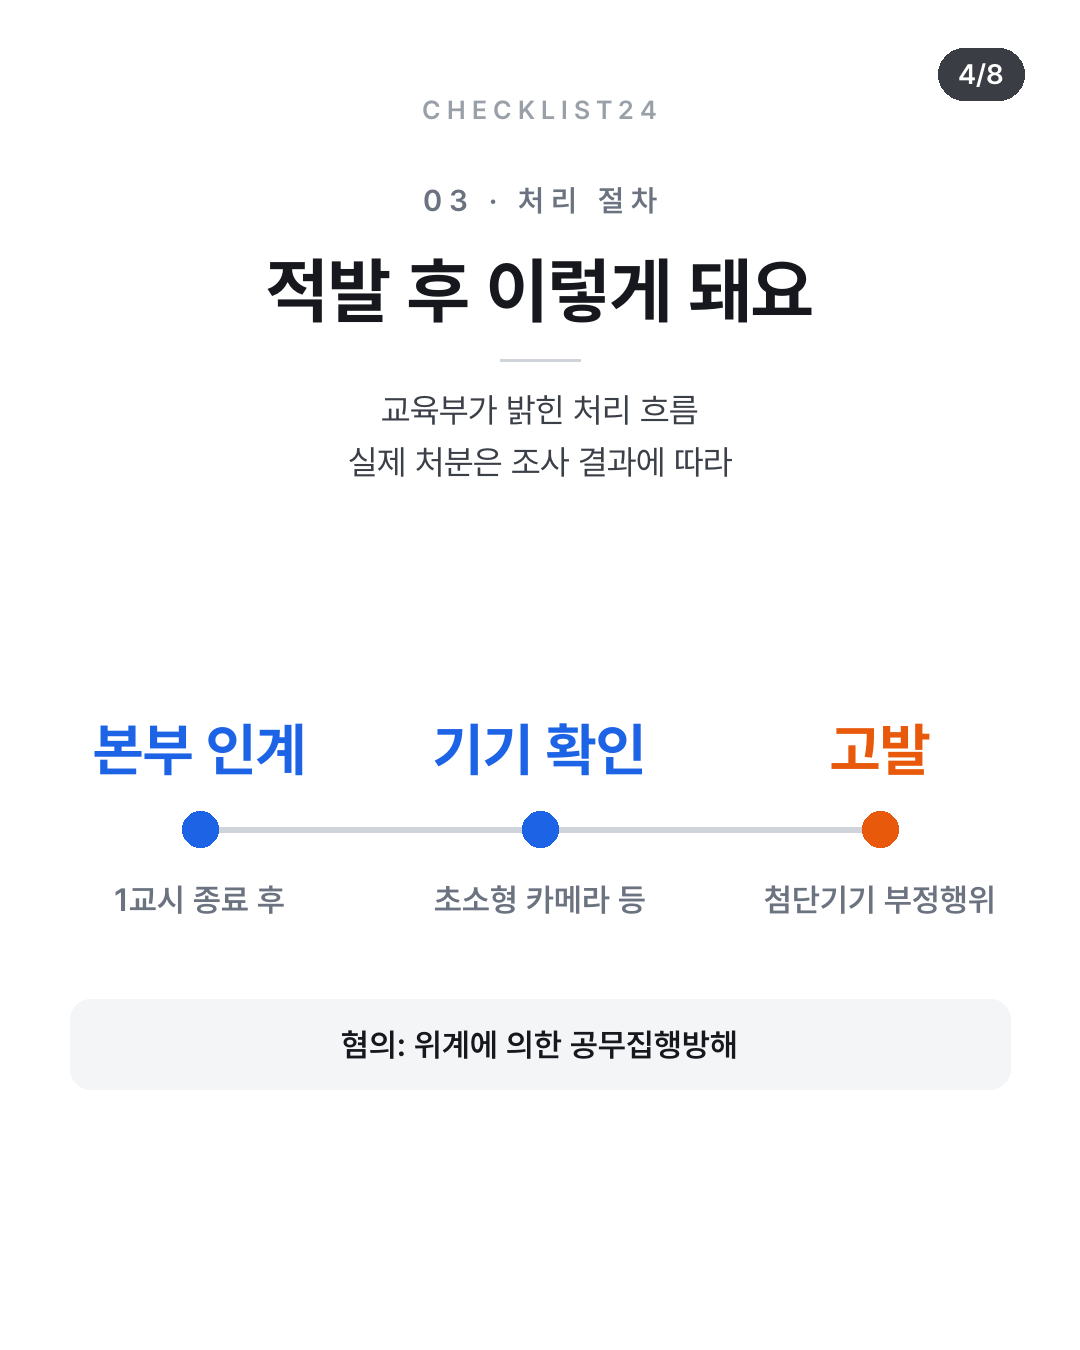 4/8
CHECKLIST24
03 · 처리 절차
적발 후 이렇게 돼요
교육부가 밝힌 처리 흐름
실제 처분은 조사 결과에 따라
본부 인계
기기 확인
고발
1교시 종료 후
초소형 카메라 등
첨단기기 부정행위
혐의: 위계에 의한 공무집행방해